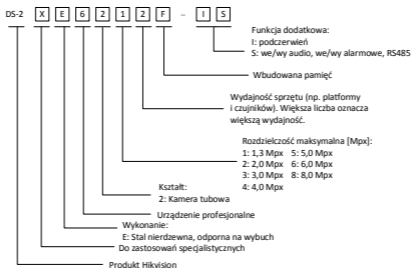 DS-2 X E 6 2 1 2 F - I S
Funkcja dodatkowa:
I: podczerwień
S: we/wy audio, we/wy alarmowe, RS485
Wbudowana pamięć
Wydajność sprzętu (np. platformy
i czujników). Większa liczba oznacza
większą wydajność.
Rozdzielczość maksymalna [Mpx]:
1: 1,3 Mpx 5: 5,0 Mpx
2: 2,0 Mpx 6: 6,0 Mpx
3: 3,0 Mpx 8: 8,0 Mpx
4: 4,0 Mpx
Kształt:
2: Kamera tubowa
Urządzenie profesjonalne
Wykonanie:
E: Stal nierdzewna, odporna na wybuch
Do zastosowań specjalistycznych
Produkt Hikvision